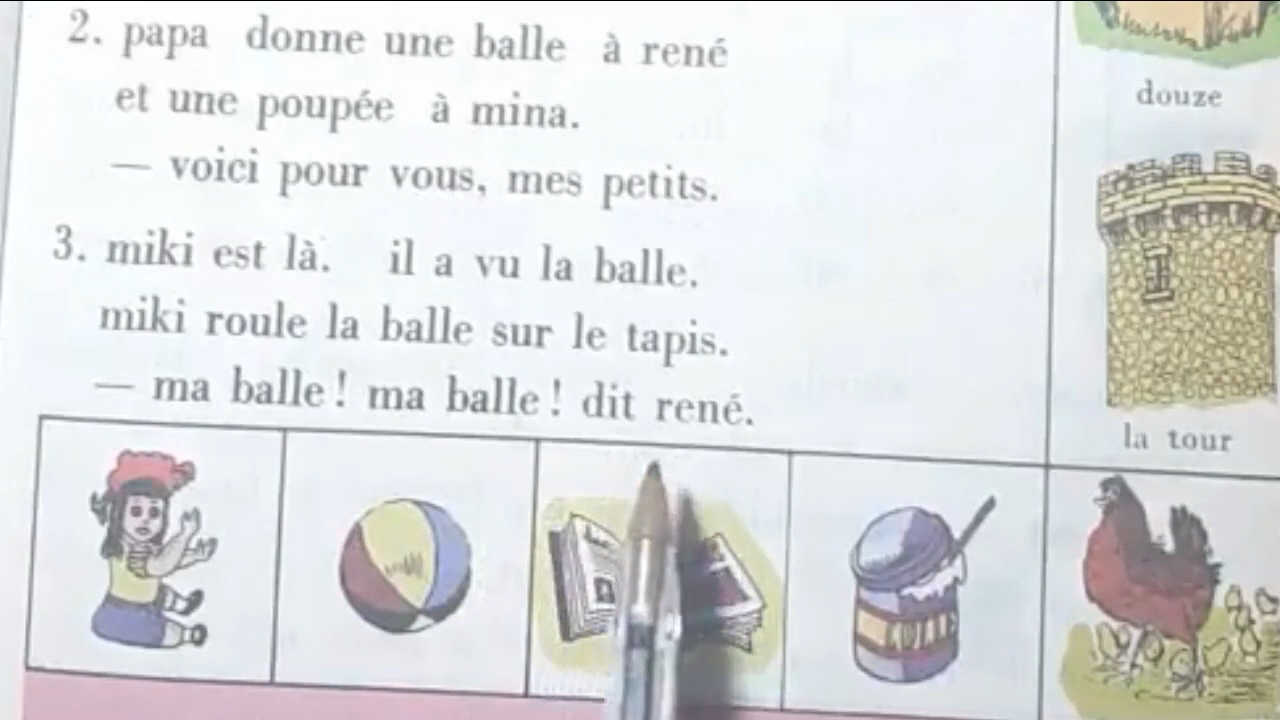 2. papa donne une balle à rené
et une poupée à mina.
— voici pour vous, mes petits.
3. miki est là. il a vu la balle.
miki roule la balle sur le tapis.
— ma balle ! ma balle ! dit rené.
douze
la tour
COLLE